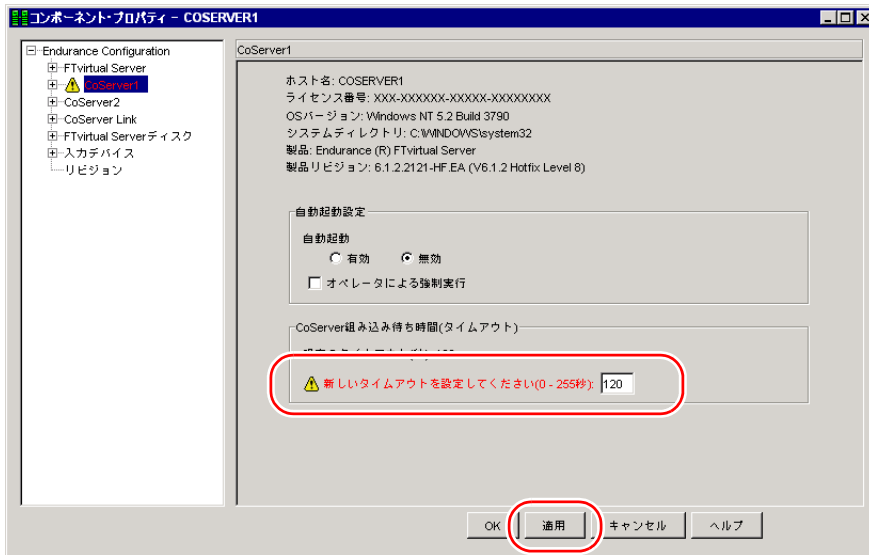 コンポーネント・プロパティ - COSERVER1
Endurance Configuration
FTvirtual Server
CoServer1
CoServer2
CoServer Link
FTvirtual Serverディスク
入力デバイス
リビジョン
CoServer1
ホスト名: COSERVER1
ライセンス番号: XXX-XXXXXX-XXXXX-XXXXXXXX
OSバージョン: Windows NT 5.2 Build 3790
システムディレクトリ: C:\WINDOWS\system32
製品: Endurance (R) FTvirtual Server
製品リビジョン: 6.1.2.2121-HF.EA (V6.1.2 Hotfix Level 8)
自動起動設定
自動起動
有効 無効
オペレータによる強制実行
CoServer組み込み待ち時間(タイムアウト)
新しいタイムアウトを設定してください(0 - 255秒): 120
OK 適用 キャンセル ヘルプ